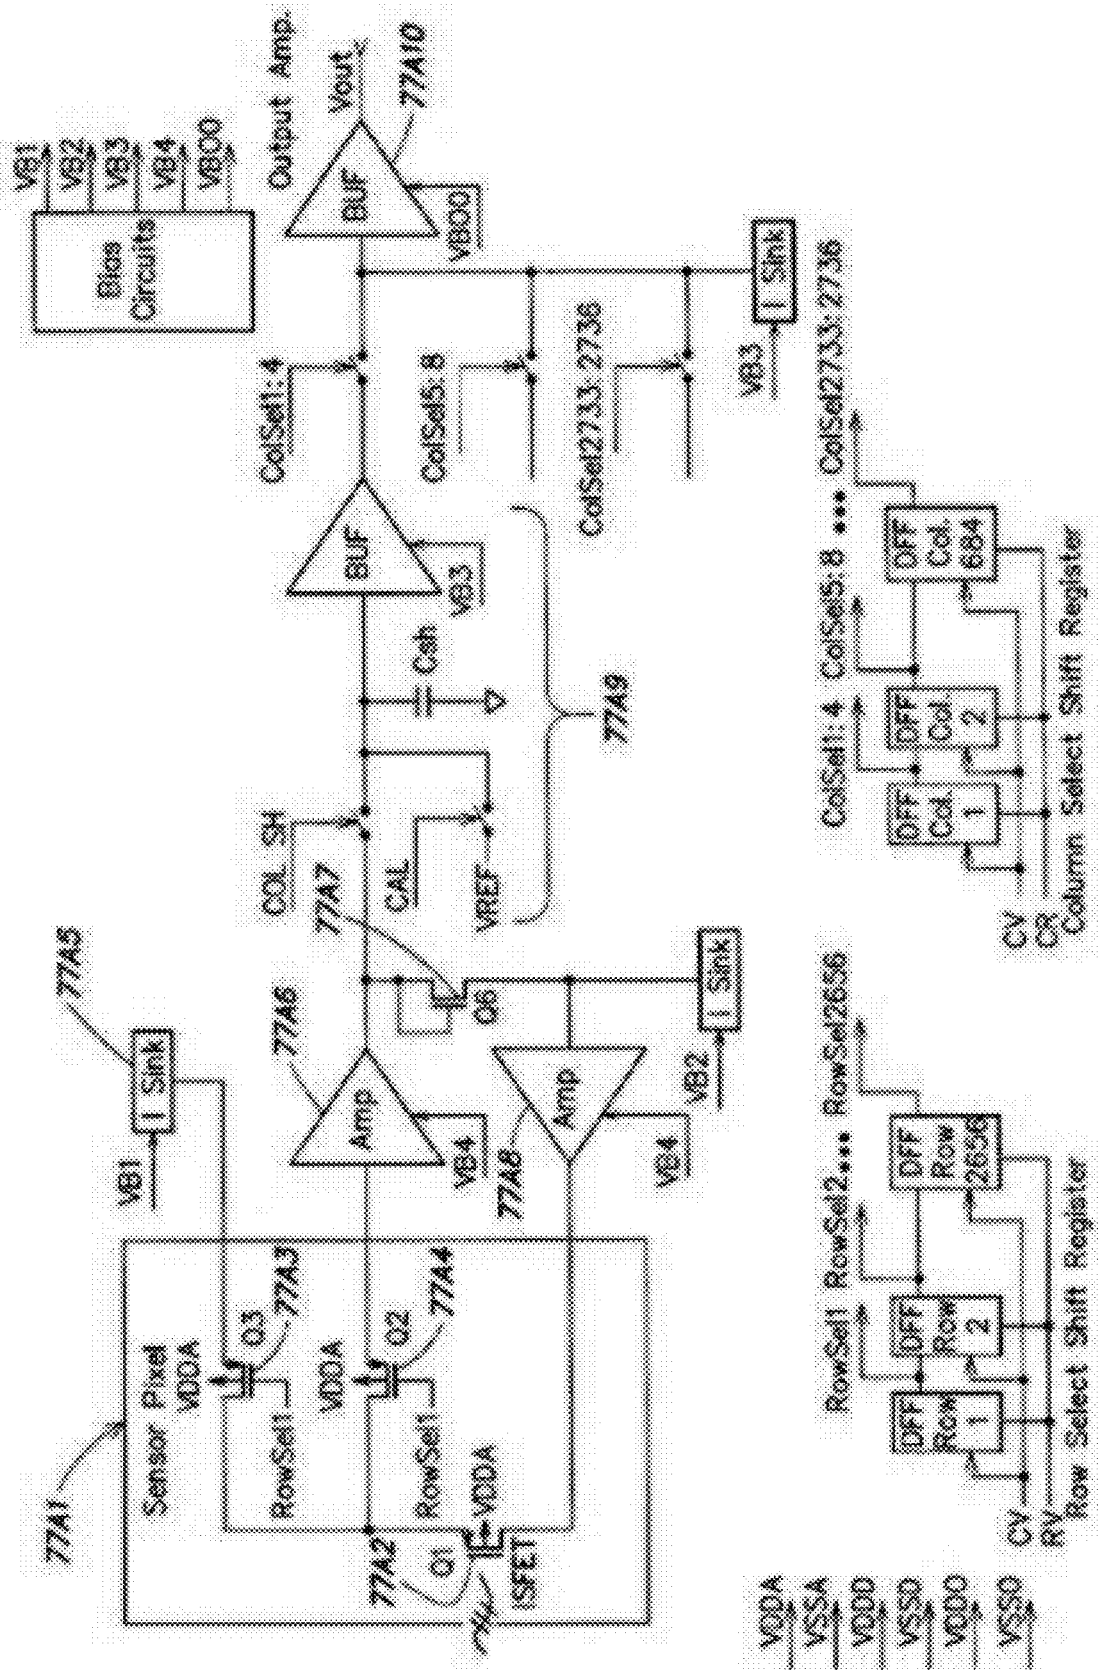 77A1
Sensor Pixel
VDDA
Q3
77A3
RowSel1
VDDA
Q2
77A4
RowSel1
77A2
Q1
VDDA
ISFET
VB1
I Sink
77A5
77A6
Amp
VB4
77A8
Amp
VB4
77A7
Q6
VB2
I Sink
COL SH
CAL
VREF
Csh
77A9
BUF
VB3
ColSel1:4
ColSel5:8
ColSel2733:2736
VB3
I Sink
Bias
Circuits
VB1
VB2
VB3
VB4
VBO0
Output Amp.
BUF
Vout
77A10
VBO0
VDDA
VSSA
VDDD
VSSD
VDDO
VSSO
RowSel1 RowSel2... RowSel2656
DFF
Row
1
DFF
Row
2
DFF
Row
2656
CV
RV
Row Select Shift Register
ColSel1:4 ColSel5:8 ... ColSel2733:2736
DFF
Col.
1
DFF
Col.
2
DFF
Col.
684
CV
CR
Column Select Shift Register